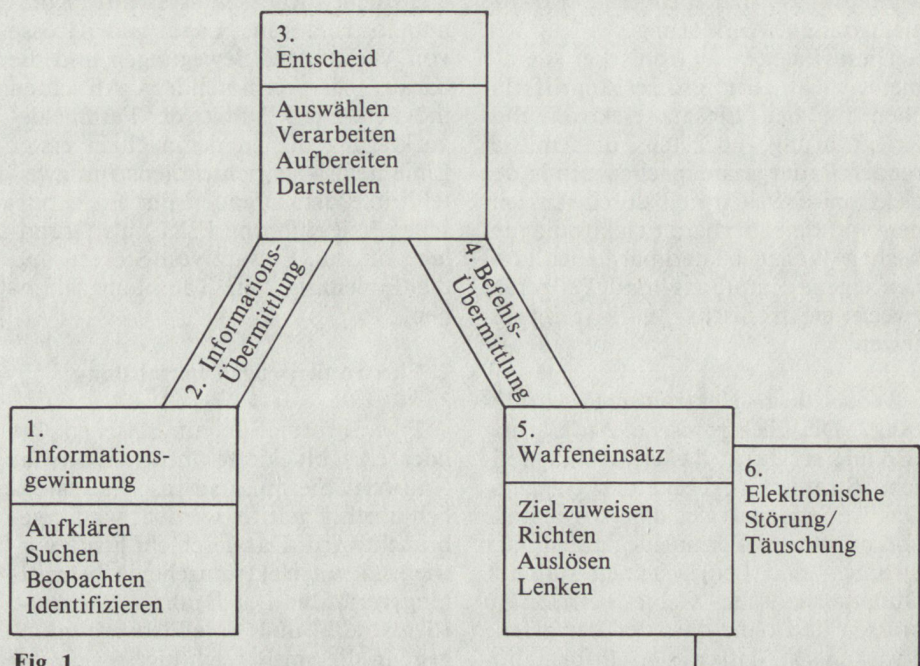 3.
Entscheid
Auswählen
Verarbeiten
Aufbereiten
Darstellen
2. Informations-
Übermittlung
4. Befehls-
Übermittlung
1.
Informations-
gewinnung
Aufklären
Suchen
Beobachten
Identifizieren
5.
Waffeneinsatz
Ziel zuweisen
Richten
Auslösen
Lenken
6.
Elektronische
Störung/
Täuschung
Fig. 1